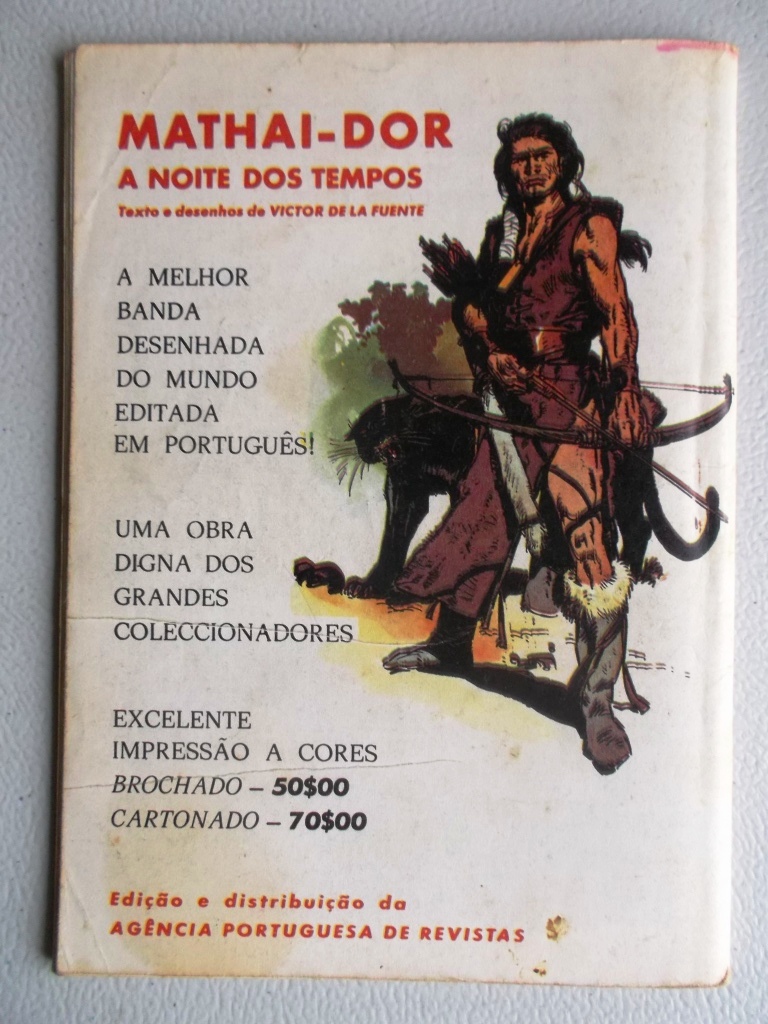 MATHAI-DOR
A NOITE DOS TEMPOS
Texto e desenhos de VICTOR DE LA FUENTE
A MELHOR
BANDA
DESENHADA
DO MUNDO
EDITADA
EM PORTUGUÊS!
UMA OBRA
DIGNA DOS
GRANDES
COLECCIONADORES
EXCELENTE
IMPRESSÃO A CORES
BROCHADO – 50$00
CARTONADO – 70$00
Edição e distribuição da
AGÊNCIA PORTUGUESA DE REVISTAS